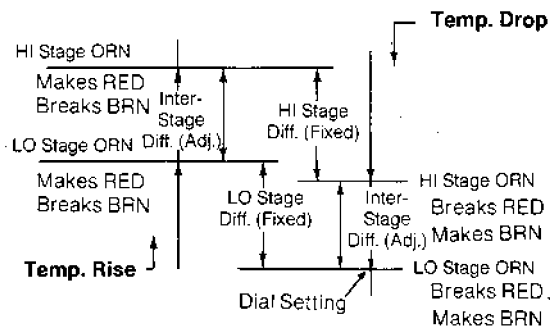 Temp. Drop
HI Stage ORN
Makes RED
Breaks BRN
Inter-
Stage
Diff. (Adj.)
HI Stage
Diff. (Fixed)
LO Stage ORN
Makes RED
Breaks BRN
LO Stage
Diff. (Fixed)
Inter-
Stage
Diff. (Adj.)
HI Stage ORN
Breaks RED
Makes BRN
Temp. Rise
Dial Setting
LO Stage ORN
Breaks RED
Makes BRN